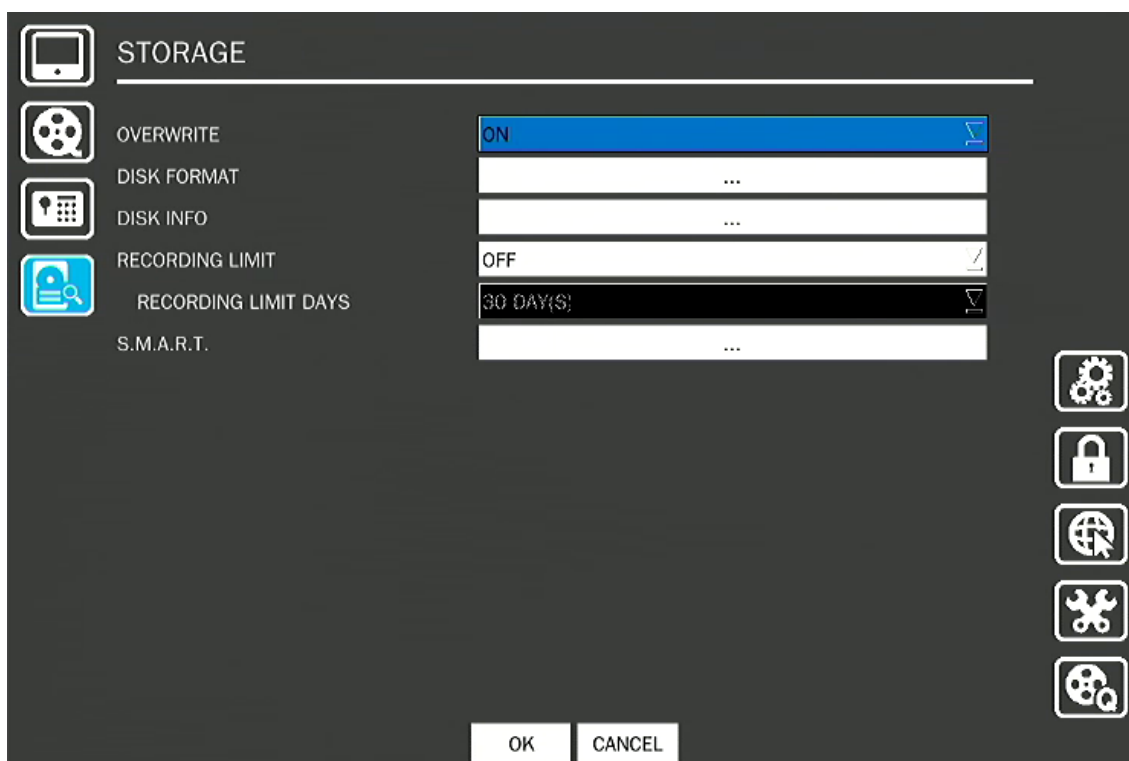 STORAGE
OVERWRITE ON
DISK FORMAT ...
DISK INFO ...
RECORDING LIMIT OFF
RECORDING LIMIT DAYS 30 DAY(S)
S.M.A.R.T. ...
OK CANCEL